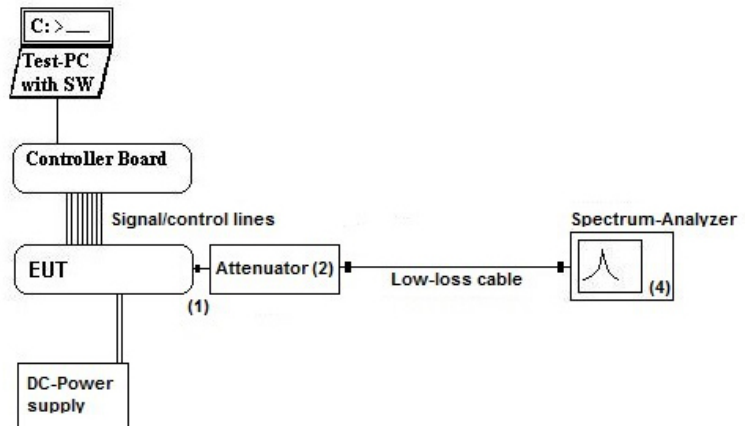 C: >__
Test-PC
with SW
Controller Board
Signal/control lines
Spectrum-Analyzer
EUT
Attenuator (2)
Low-loss cable
(4)
(1)
DC-Power
supply